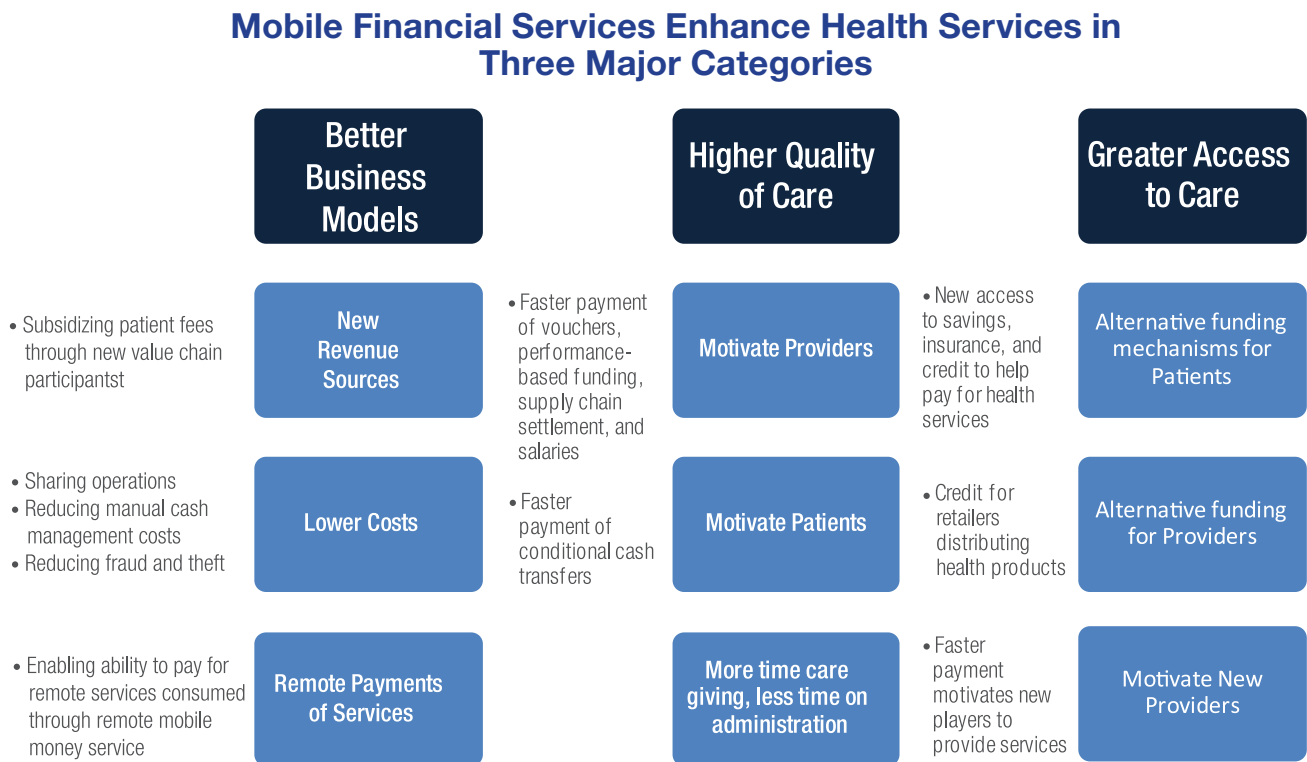 Mobile Financial Services Enhance Health Services in
Three Major Categories
Better
Business
Models
Higher Quality
of Care
Greater Access
to Care
• Subsidizing patient fees
through new value chain
participantst
New
Revenue
Sources
• Faster payment
of vouchers,
performance-
based funding,
supply chain
settlement, and
salaries
Motivate Providers
• New access
to savings,
insurance, and
credit to help
pay for health
services
Alternative funding
mechanisms for
Patients
• Sharing operations
• Reducing manual cash
management costs
• Reducing fraud and theft
Lower Costs
• Faster
payment of
conditional cash
transfers
Motivate Patients
• Credit for
retailers
distributing
health products
Alternative funding
for Providers
• Enabling ability to pay for
remote services consumed
through remote mobile
money service
Remote Payments
of Services
More time care
giving, less time on
administration
• Faster
payment
motivates new
players to
provide services
Motivate New
Providers